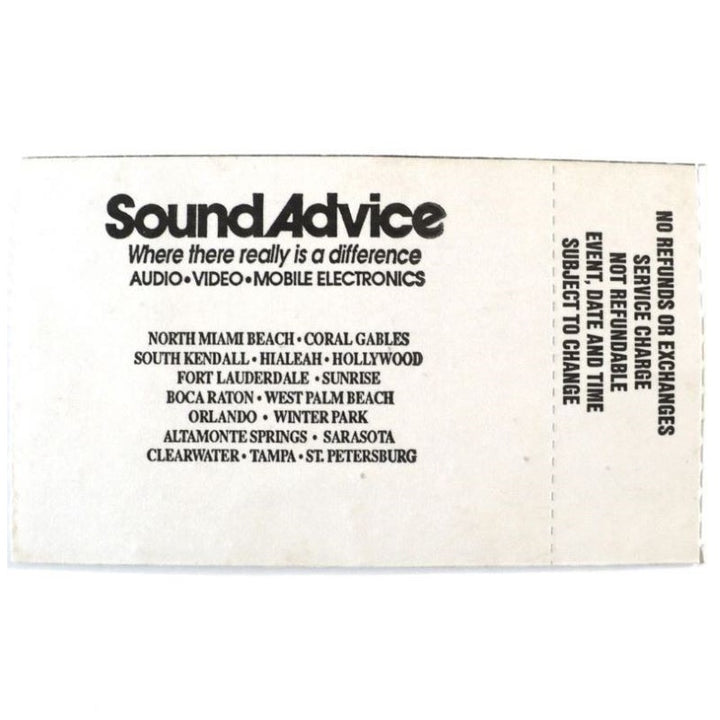 SoundAdvice
Where there really is a difference
AUDIO•VIDEO•MOBILE ELECTRONICS
NORTH MIAMI BEACH • CORAL GABLES
SOUTH KENDALL • HIALEAH • HOLLYWOOD
FORT LAUDERDALE • SUNRISE
BOCA RATON • WEST PALM BEACH
ORLANDO • WINTER PARK
ALTAMONTE SPRINGS • SARASOTA
CLEARWATER • TAMPA • ST. PETERSBURG
NO REFUNDS OR EXCHANGES
SERVICE CHARGE
NOT REFUNDABLE
EVENT, DATE AND TIME
SUBJECT TO CHANGE